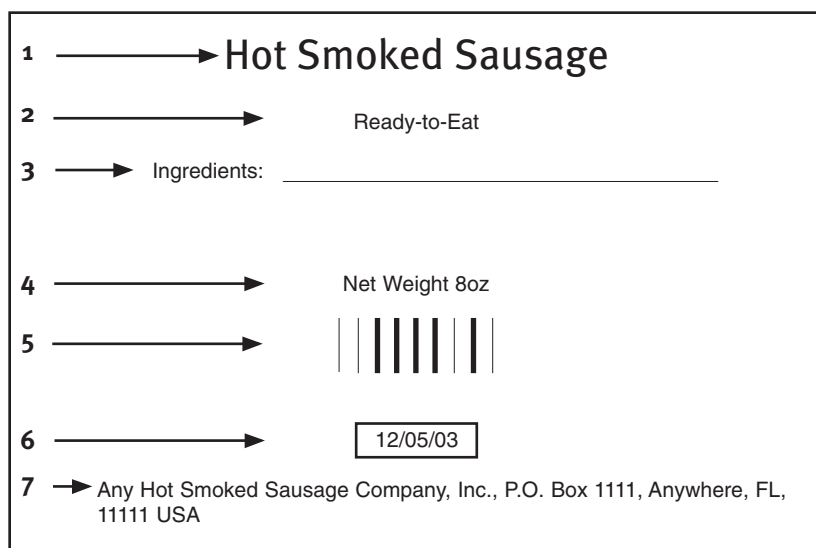 1 Hot Smoked Sausage
2 Ready-to-Eat
3 Ingredients: ___________________________________
4 Net Weight 8oz
5
6 12/05/03
7 Any Hot Smoked Sausage Company, Inc., P.O. Box 1111, Anywhere, FL,
11111 USA